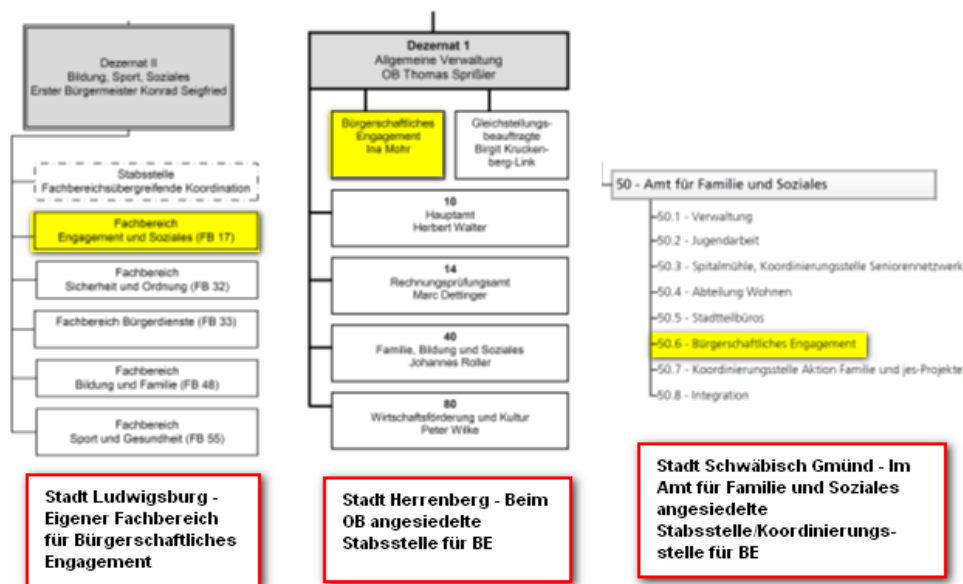 Dezernat II
Bildung, Sport, Soziales
Erster Bürgermeister Konrad Seigfried
Stabsstelle
Fachbereichsübergreifende Koordination
Fachbereich
Engagement und Soziales (FB 17)
Fachbereich
Sicherheit und Ordnung (FB 32)
Fachbereich Bürgerdienste (FB 33)
Fachbereich
Bildung und Familie (FB 48)
Fachbereich
Sport und Gesundheit (FB 55)
Stadt Ludwigsburg -
Eigener Fachbereich
für Bürgerschaftliches
Engagement
Dezernat 1
Allgemeine Verwaltung
OB Thomas Sprißler
Bürgerschaftliches
Engagement
Ina Mohr
Gleichstellungs-
beauftragte
Birgit Krucken-
berg-Link
10
Hauptamt
Herbert Walter
14
Rechnungsprüfungsamt
Marc Dettinger
40
Familie, Bildung und Soziales
Johannes Roller
80
Wirtschaftsförderung und Kultur
Peter Wilke
Stadt Herrenberg - Beim
OB angesiedelte
Stabsstelle für BE
50 - Amt für Familie und Soziales
50.1 - Verwaltung
50.2 - Jugendarbeit
50.3 - Spitalmühle, Koordinierungsstelle Seniorennetzwerk
50.4 - Abteilung Wohnen
50.5 - Stadtteilbüros
50.6 - Bürgerschaftliches Engagement
50.7 - Koordinierungsstelle Aktion Familie und jes-Projekte
50.8 - Integration
Stadt Schwäbisch Gmünd - Im
Amt für Familie und Soziales
angesiedelte
Stabsstelle/Koordinierungs-
stelle für BE